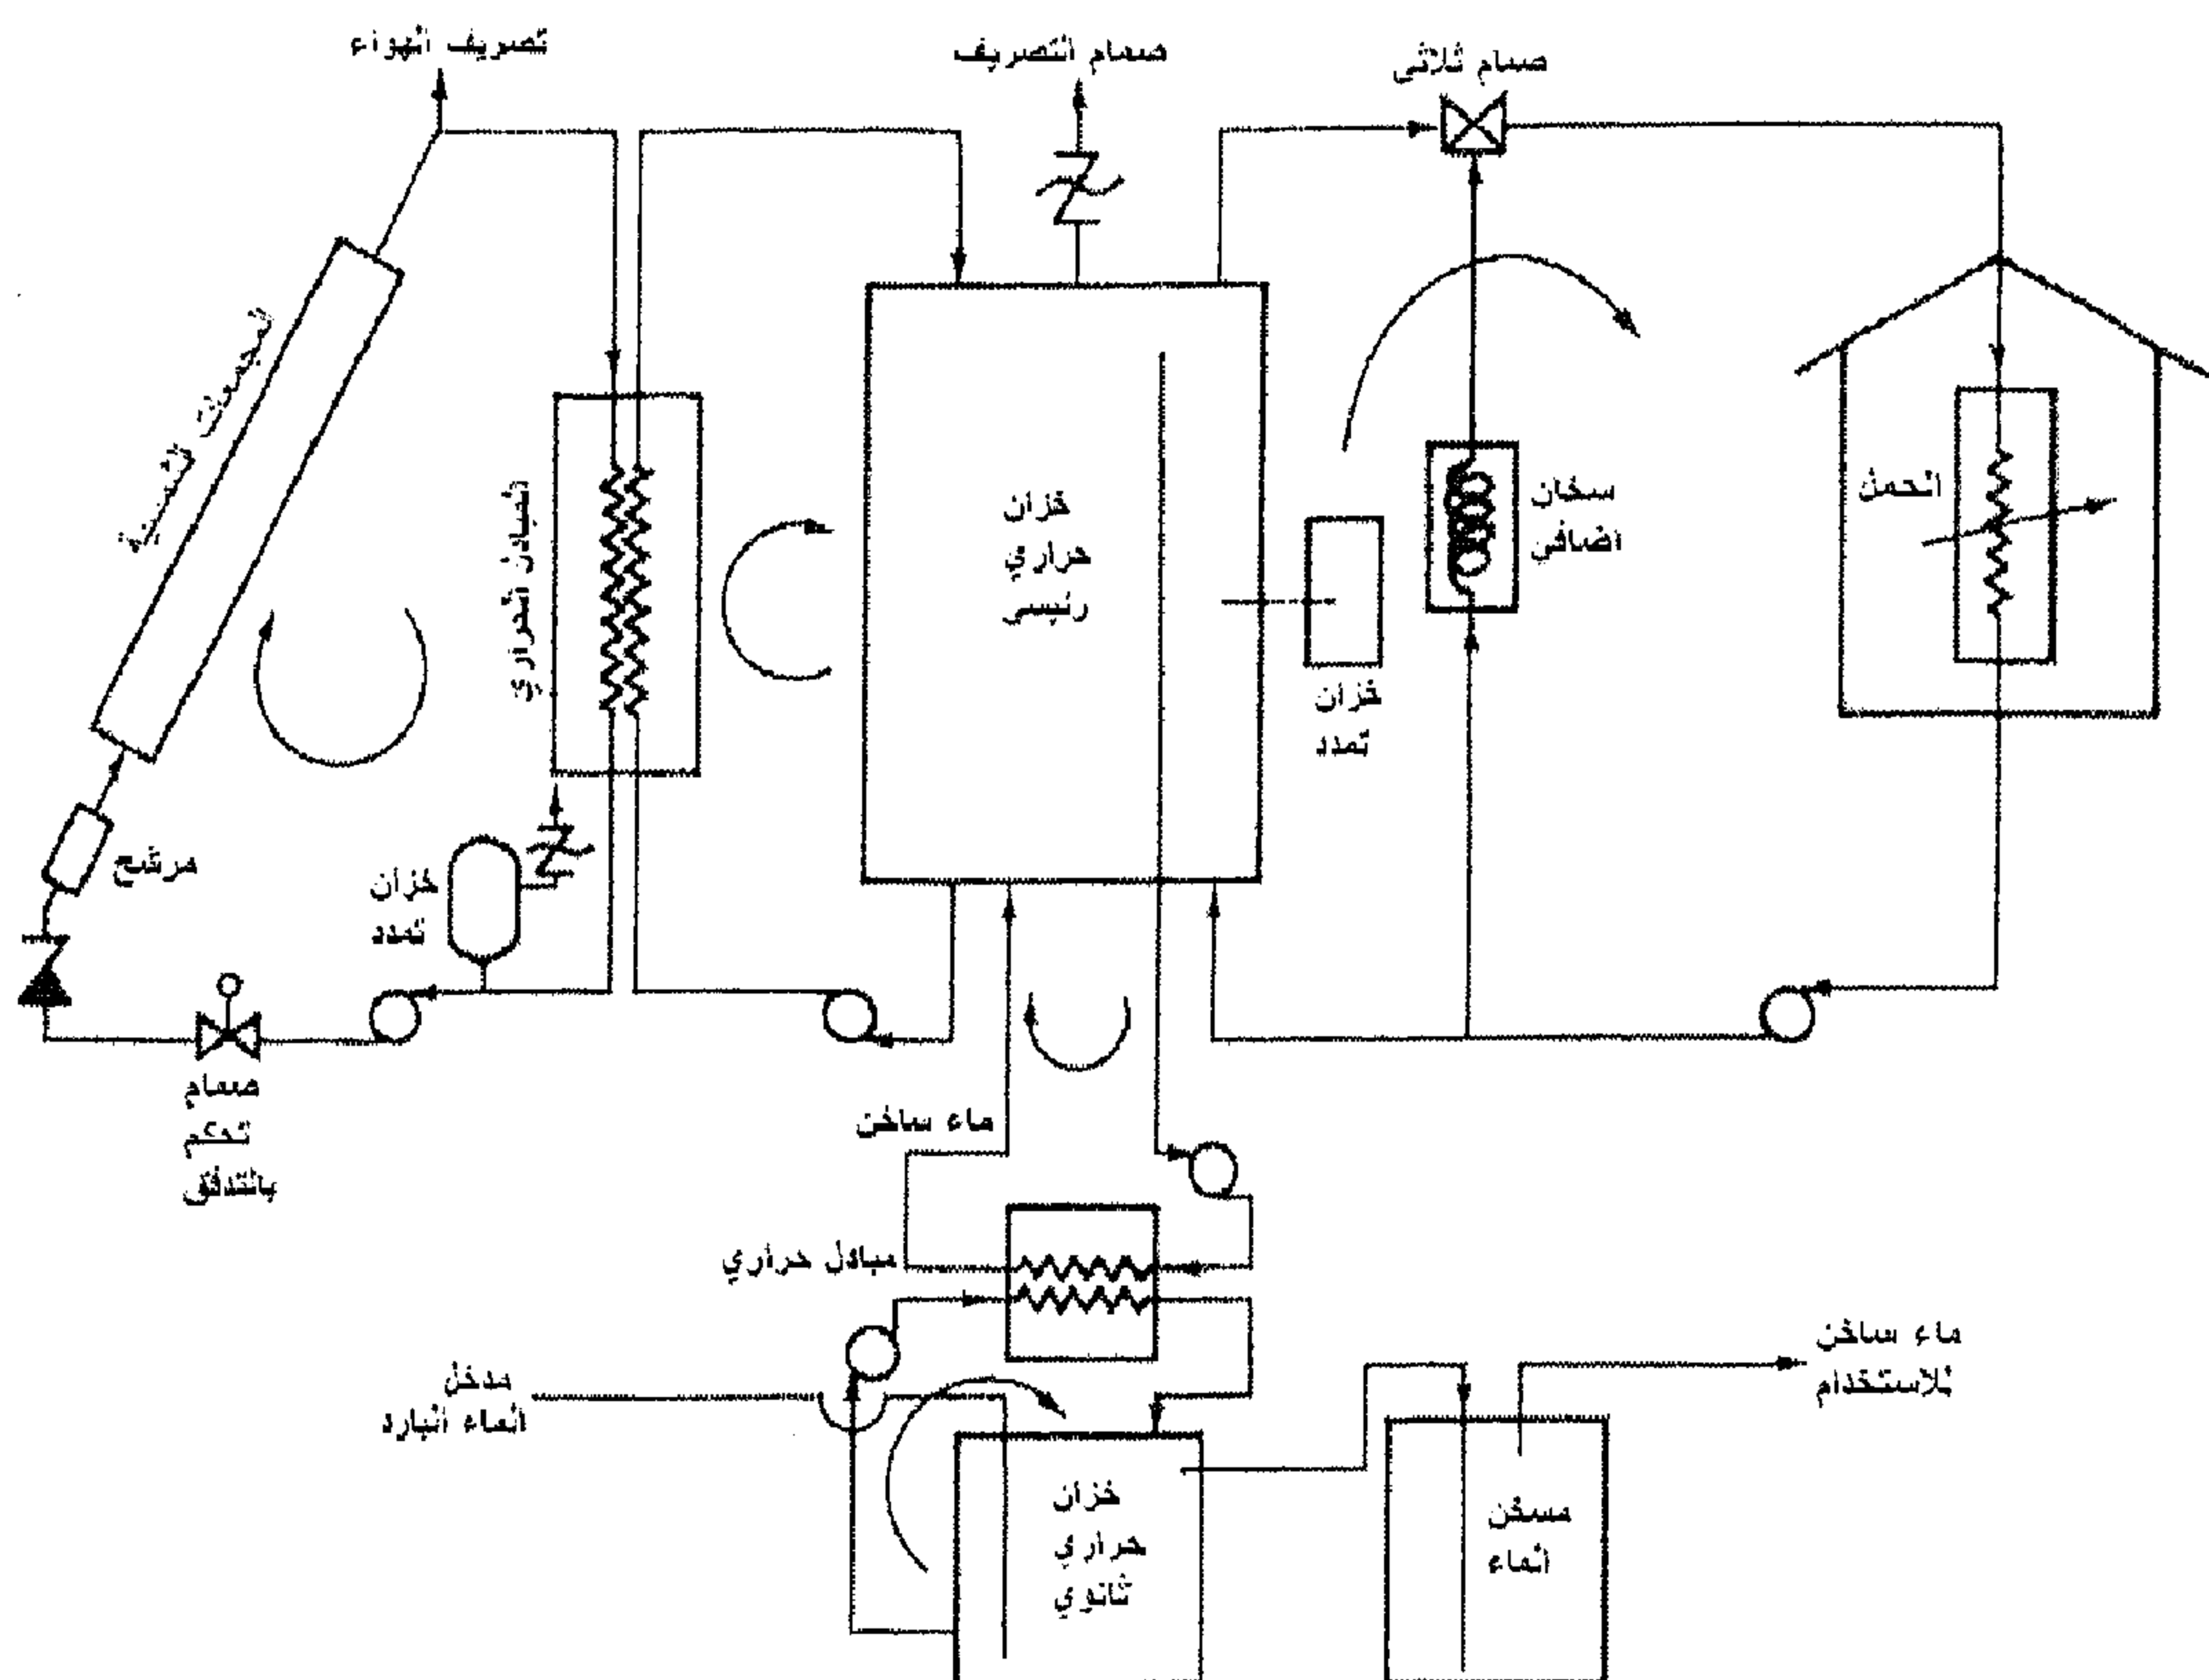 تصريف الهواء
صمام التصريف
صمام ثلاثي
المجمعات الشمسية
المبادل الحراري
خزان
حراري
رئيسي
خزان
تمدد
سخان
اضافي
الحمل
مرشح
خزان
تمدد
صمام
تحكم
بالتدفق
ماء ساخن
مبادل حراري
مدخل
الماء البارد
ماء ساخن
للاستخدام
خزان
حراري
ثانوي
مسخن
الماء